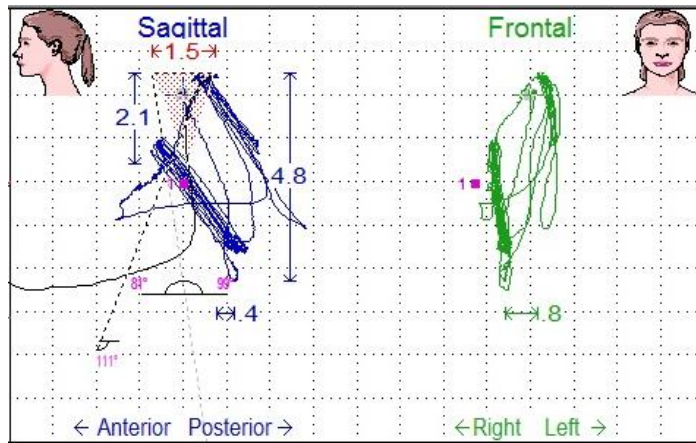 Sagittal
Frontal
1.5
2.1
4.8
1
1
81°
99°
.4
.8
111°
← Anterior Posterior →
← Right Left →